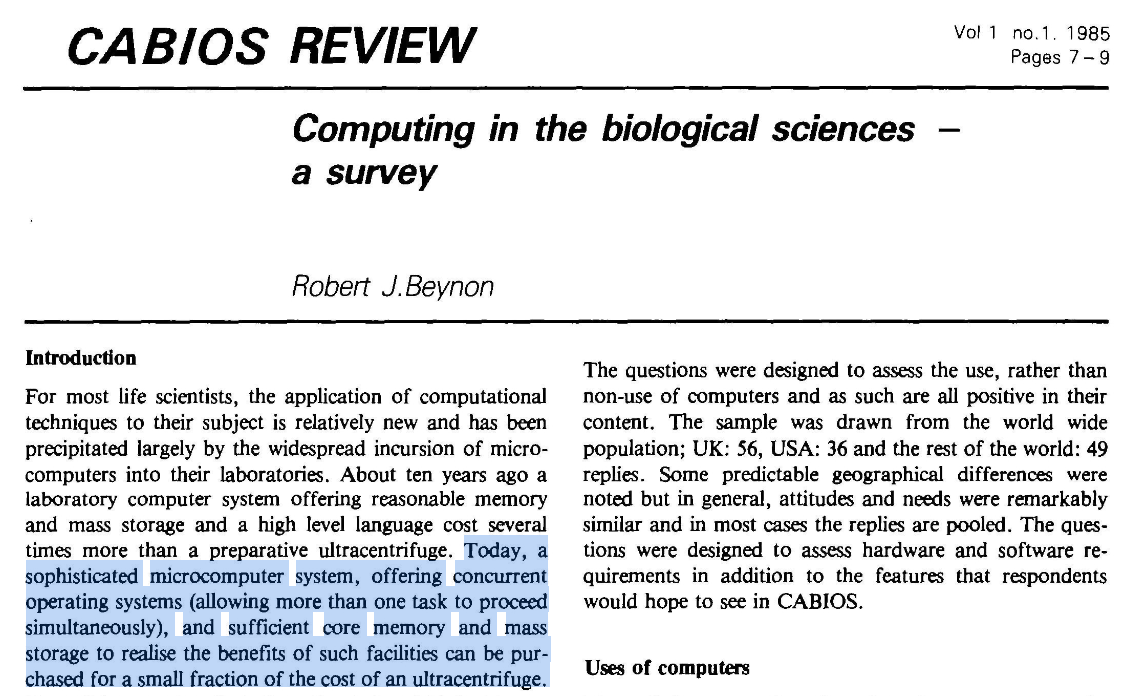 CABIOS REVIEW
Vol 1 no.1. 1985
Pages 7–9
Computing in the biological sciences –
a survey
Robert J.Beynon
Introduction
For most life scientists, the application of computational
techniques to their subject is relatively new and has been
precipitated largely by the widespread incursion of micro-
computers into their laboratories. About ten years ago a
laboratory computer system offering reasonable memory
and mass storage and a high level language cost several
times more than a preparative ultracentrifuge. Today, a
sophisticated microcomputer system, offering concurrent
operating systems (allowing more than one task to proceed
simultaneously), and sufficient core memory and mass
storage to realise the benefits of such facilities can be pur-
chased for a small fraction of the cost of an ultracentrifuge.
The questions were designed to assess the use, rather than
non-use of computers and as such are all positive in their
content. The sample was drawn from the world wide
population; UK: 56, USA: 36 and the rest of the world: 49
replies. Some predictable geographical differences were
noted but in general, attitudes and needs were remarkably
similar and in most cases the replies are pooled. The ques-
tions were designed to assess hardware and software re-
quirements in addition to the features that respondents
would hope to see in CABIOS.
Uses of computers